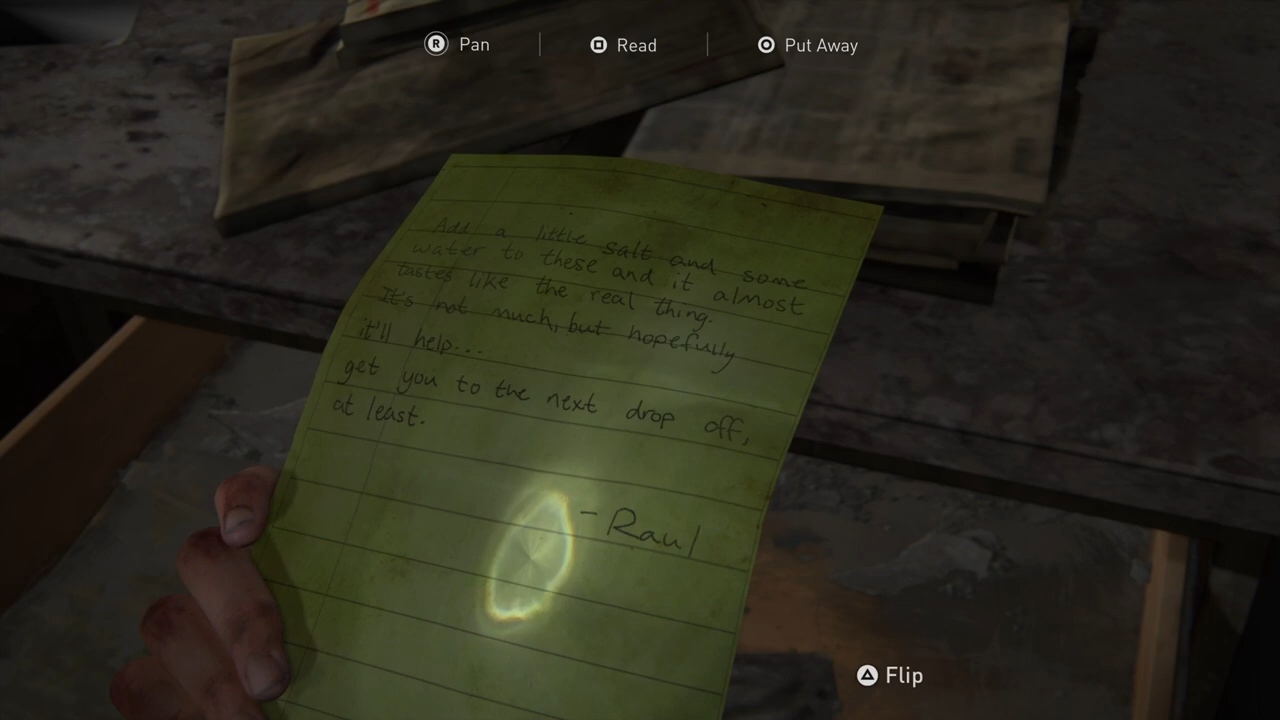 R Pan
Read
Put Away
Add a little salt and some
water to these and it almost
tastes like the real thing.
It's not much, but hopefully
it'll help...
get you to the next drop off,
at least.
- Raul
Flip